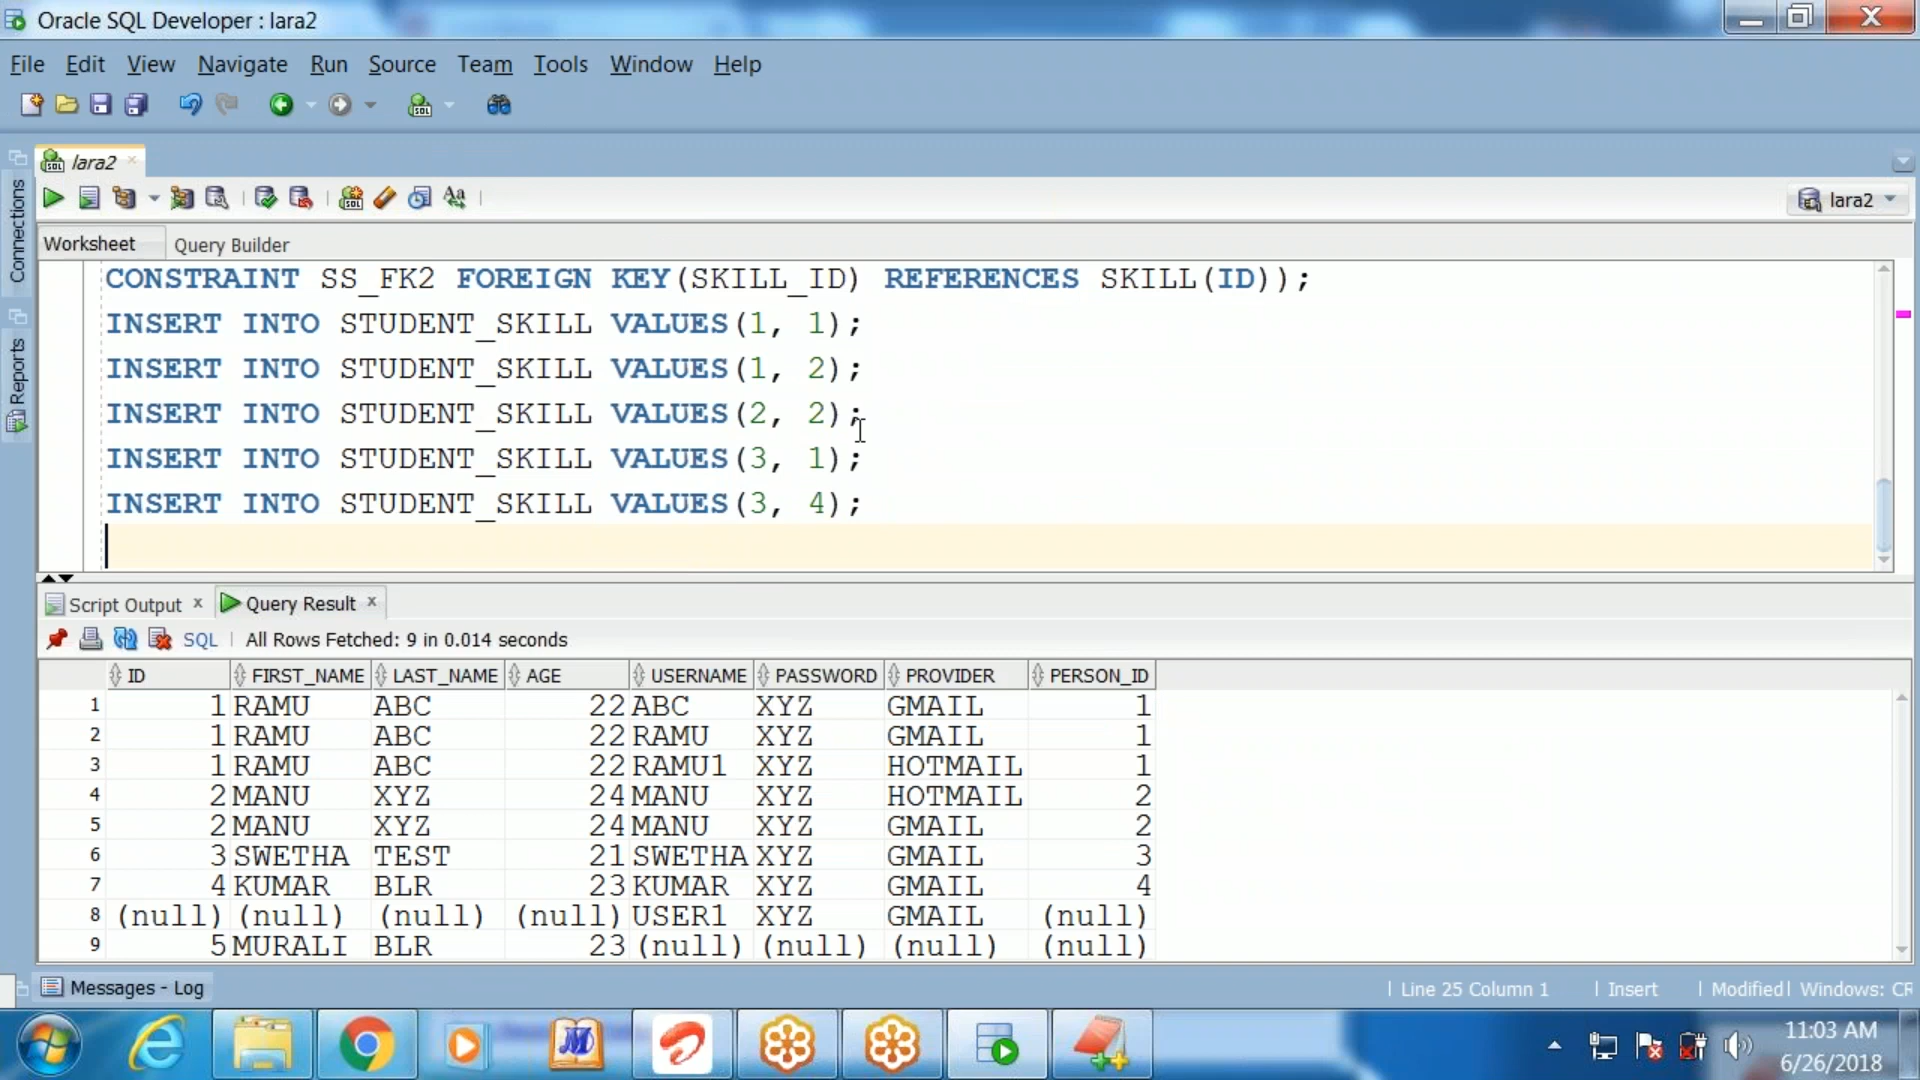 Oracle SQL Developer : lara2
File Edit View Navigate Run Source Team Tools Window Help
lara2
lara2
Connections
Reports
Worksheet Query Builder
CONSTRAINT SS_FK2 FOREIGN KEY(SKILL_ID) REFERENCES SKILL(ID));
INSERT INTO STUDENT_SKILL VALUES(1, 1);
INSERT INTO STUDENT_SKILL VALUES(1, 2);
INSERT INTO STUDENT_SKILL VALUES(2, 2);
INSERT INTO STUDENT_SKILL VALUES(3, 1);
INSERT INTO STUDENT_SKILL VALUES(3, 4);
Script Output x Query Result x
SQL All Rows Fetched: 9 in 0.014 seconds
ID FIRST_NAME LAST_NAME AGE USERNAME PASSWORD PROVIDER PERSON_ID
1 1 RAMU ABC 22 ABC XYZ GMAIL 1
2 1 RAMU ABC 22 RAMU XYZ GMAIL 1
3 1 RAMU ABC 22 RAMU1 XYZ HOTMAIL 1
4 2 MANU XYZ 24 MANU XYZ HOTMAIL 2
5 2 MANU XYZ 24 MANU XYZ GMAIL 2
6 3 SWETHA TEST 21 SWETHA XYZ GMAIL 3
7 4 KUMAR BLR 23 KUMAR XYZ GMAIL 4
8 (null) (null) (null) (null) USER1 XYZ GMAIL (null)
9 5 MURALI BLR 23 (null) (null) (null) (null)
Messages - Log
Line 25 Column 1 Insert Modified Windows: CR
11:03 AM
6/26/2018